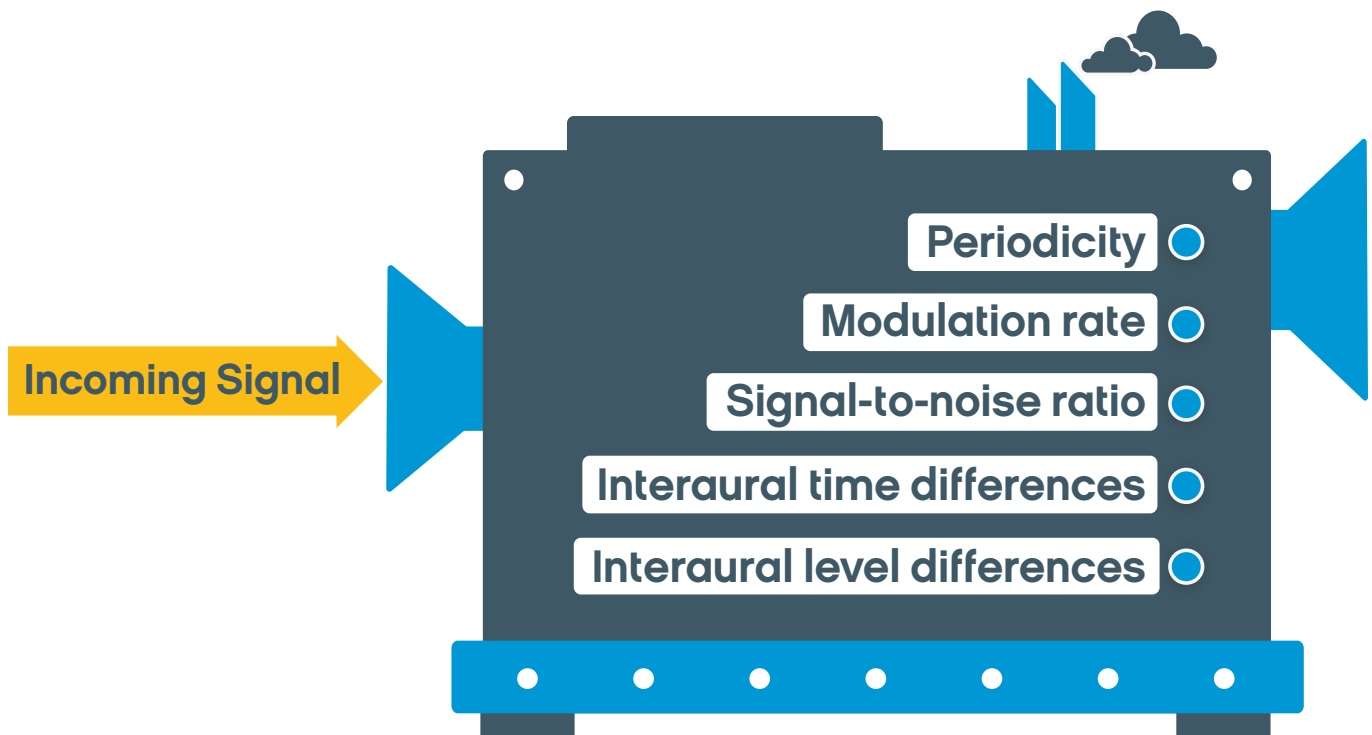 Periodicity
Modulation rate
Incoming Signal
Signal-to-noise ratio
Interaural time differences
Interaural level differences